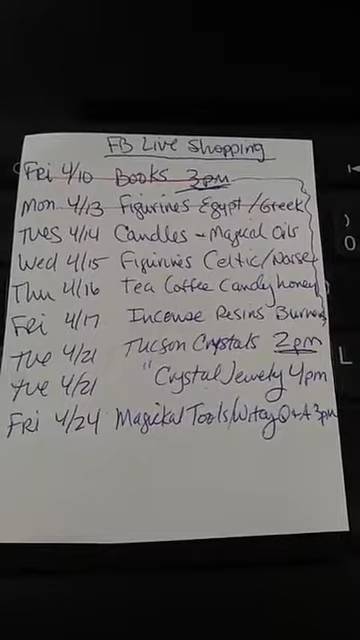 FB Live Shopping
Fri 4/10 Books 3pm
Mon 4/13 Figurines Egypt/Greek
Tues 4/14 Candles - Magical Oils
Wed 4/15 Figirines Celtic/Norse
Thu 4/16 Tea Coffee Candy honey
Fri 4/17 Incense Resins Burners
Tue 4/21 Tucson Crystals 2pm
Tue 4/21 " Crystal Jewelry 4pm
Fri 4/24 Magickal Tools/Witchy Q+A 3pm
L